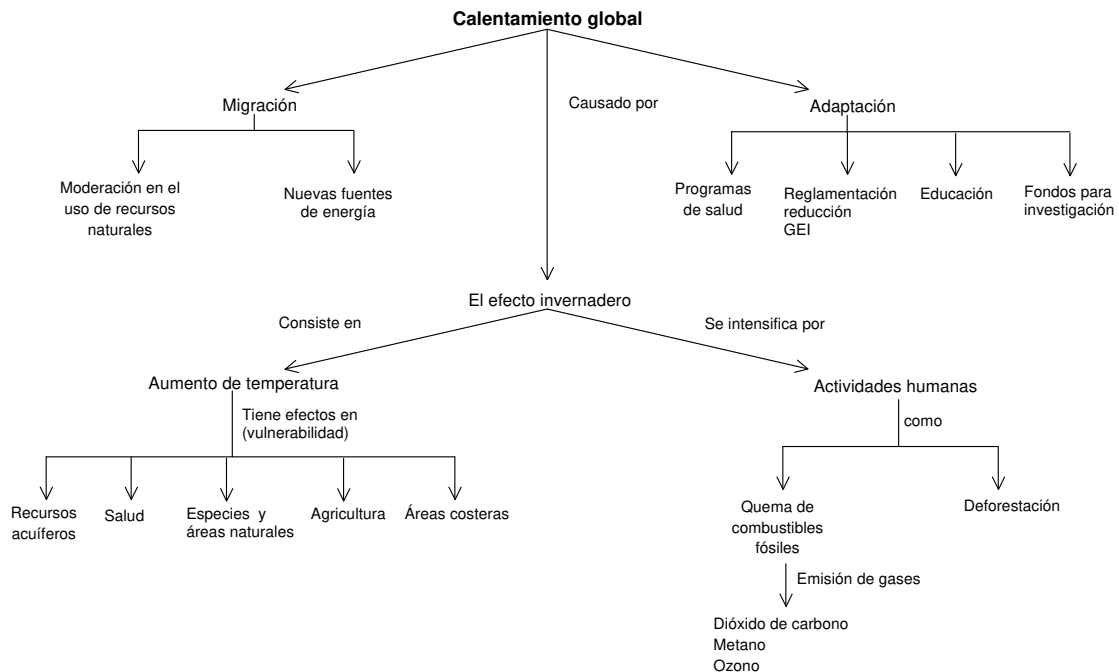 Calentamiento global
Migración
Causado por
Adaptación
Moderación en el
uso de recursos
naturales
Nuevas fuentes
de energía
Programas
de salud
Reglamentación
reducción
GEI
Educación
Fondos para
investigación
El efecto invernadero
Consiste en
Se intensifica por
Aumento de temperatura
Actividades humanas
Tiene efectos en
(vulnerabilidad)
como
Recursos
acuíferos
Salud
Especies y
áreas naturales
Agricultura
Áreas costeras
Quema de
combustibles
fósiles
Deforestación
Emisión de gases
Dióxido de carbono
Metano
Ozono